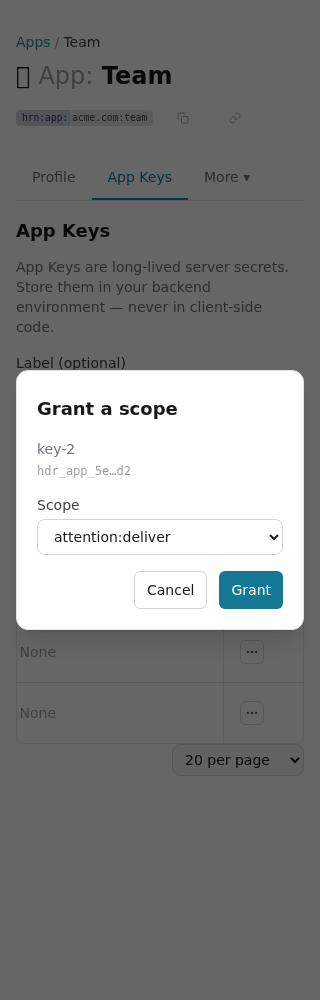 Apps / Team
App: Team
hrn:app: acme.com:team
Profile
App Keys
More ▾
App Keys
App Keys are long-lived server secrets.
Store them in your backend
environment — never in client-side
code.
Label (optional)
Grant a scope
key-2
hdr_app_5e…d2
Scope
attention:deliver
Cancel
Grant
None
None
20 per page